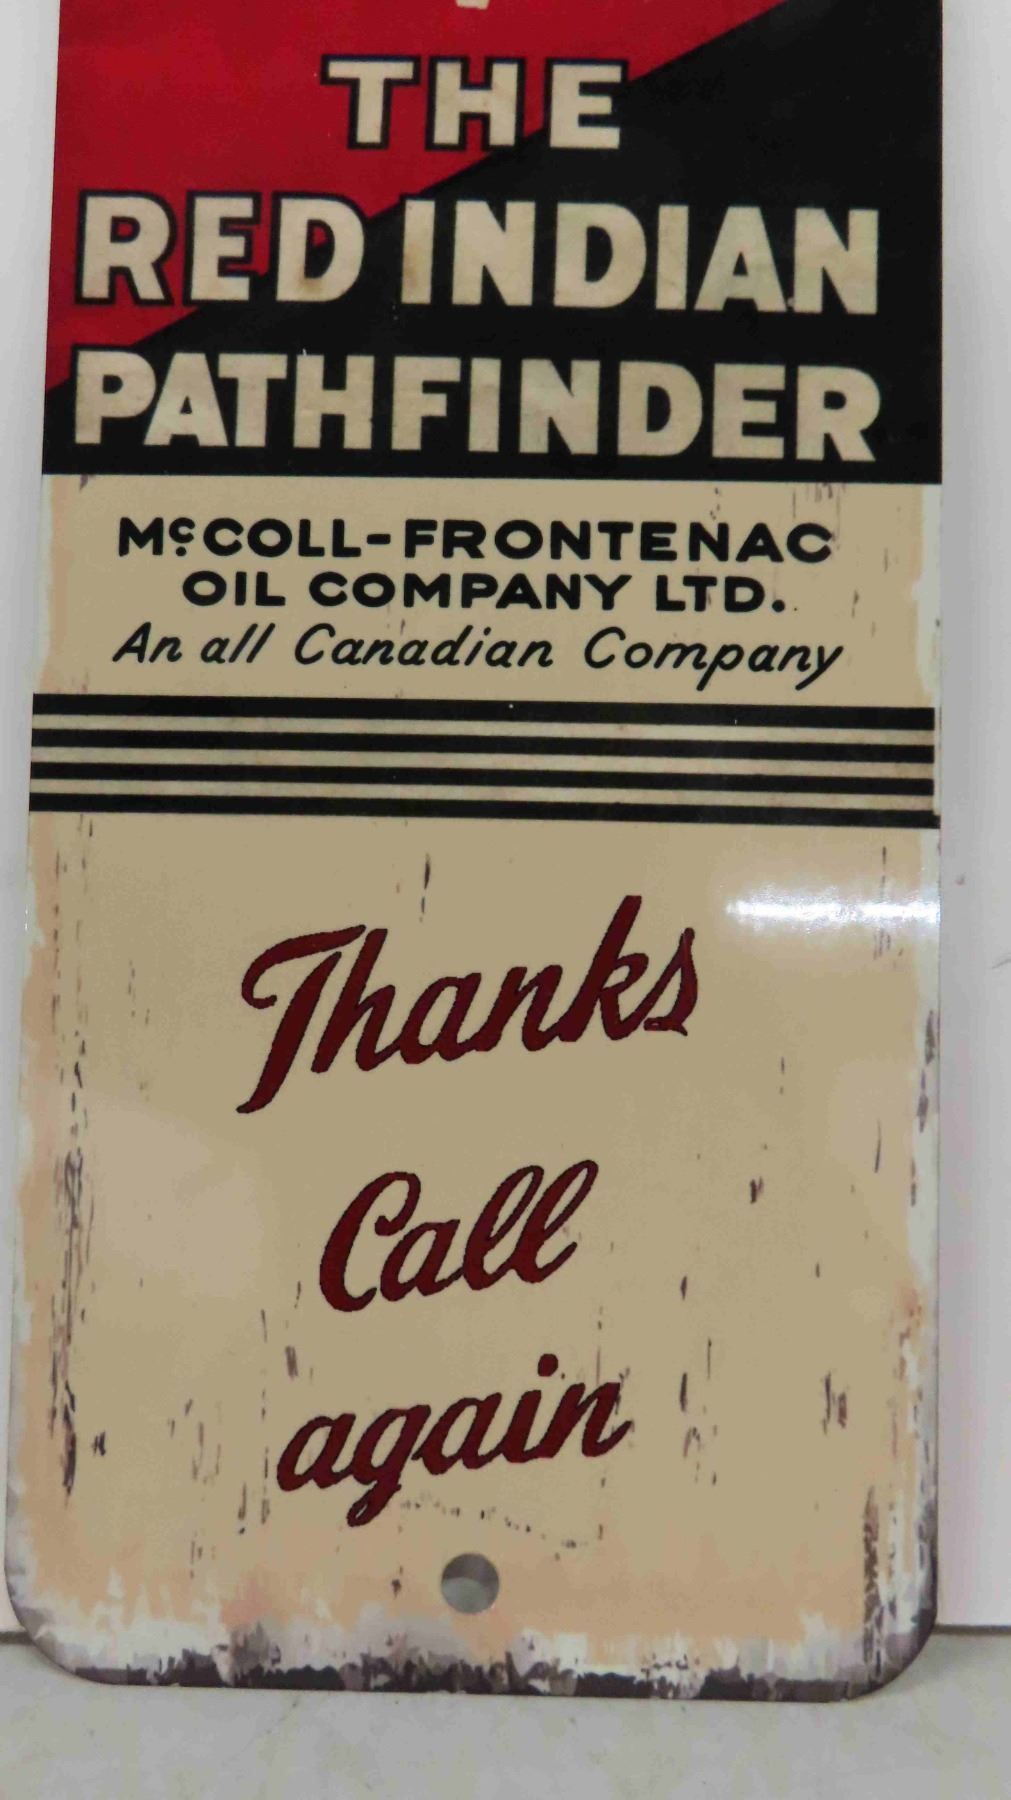 THE
RED INDIAN
PATHFINDER
McCOLL-FRONTENAC
OIL COMPANY LTD.
An all Canadian Company
Thanks
Call
again